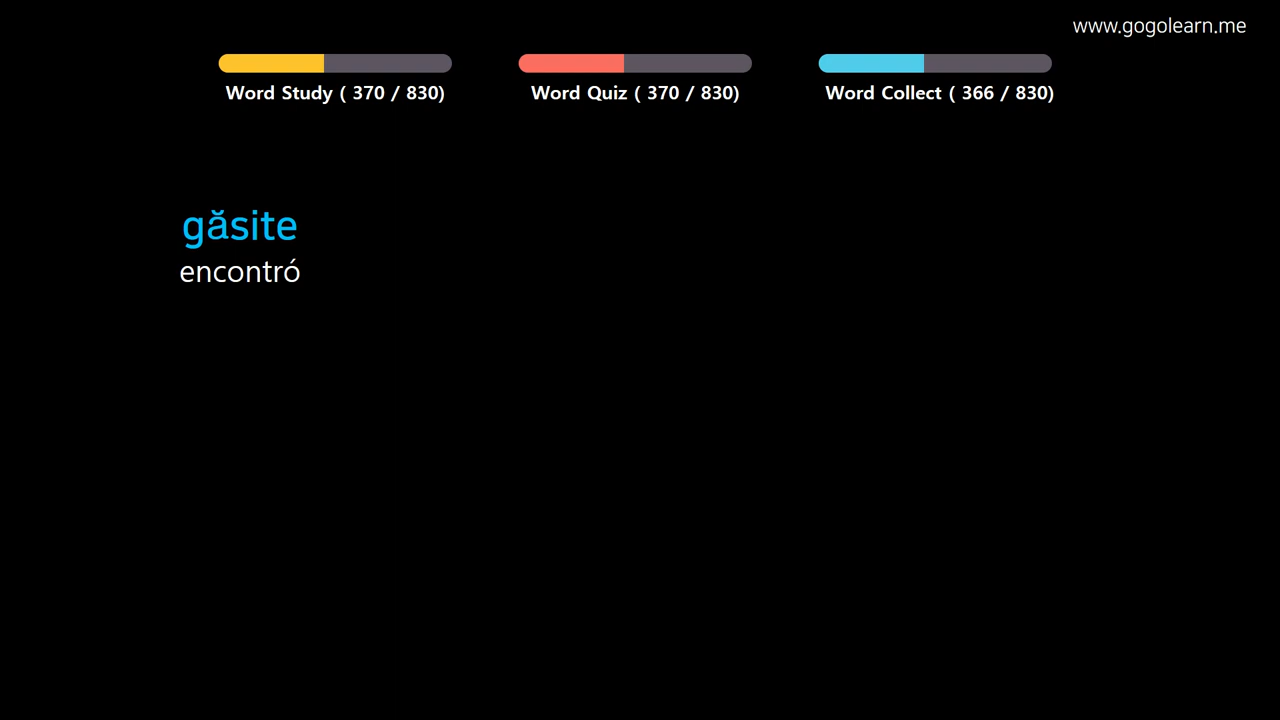 www.gogolearn.me
Word Study ( 370 / 830)
Word Quiz ( 370 / 830)
Word Collect ( 366 / 830)
găsite
encontró